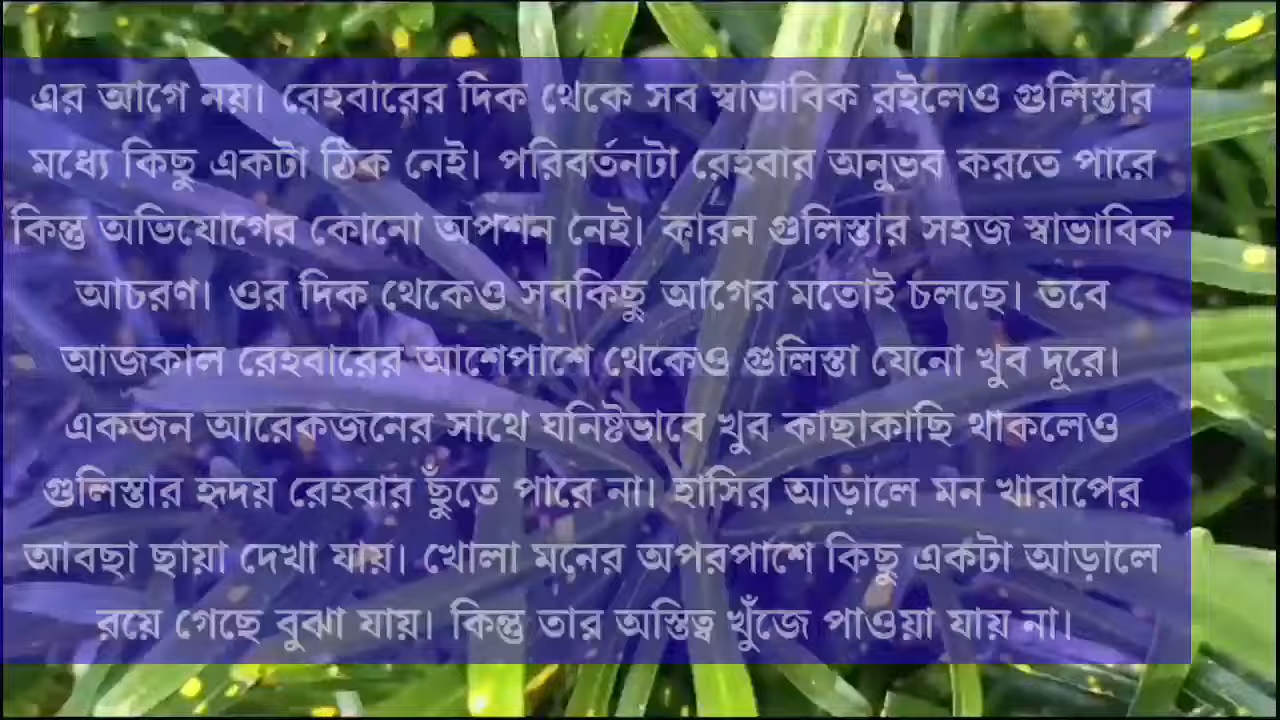 এর আগে নয়। রেহবারের দিক থেকে সব স্বাভাবিক রইলেও গুলিস্তার
মধ্যে কিছু একটা ঠিক নেই। পরিবর্তনটা রেহবার অনুভব করতে পারে
কিন্তু অভিযোগের কোনো অপশন নেই। কারন গুলিস্তার সহজ স্বাভাবিক
আচরণ। ওর দিক থেকেও সবকিছু আগের মতোই চলছে। তবে
আজকাল রেহবারের আশেপাশে থেকেও গুলিস্তা যেনো খুব দূরে।
একজন আরেকজনের সাথে ঘনিষ্টভাবে খুব কাছাকাছি থাকলেও
গুলিস্তার হৃদয় রেহবার ছুঁতে পারে না। হাসির আড়ালে মন খারাপের
আবছা ছায়া দেখা যায়। খোলা মনের অপরপাশে কিছু একটা আড়ালে
রয়ে গেছে বুঝা যায়। কিন্তু তার অস্তিত্ব খুঁজে পাওয়া যায় না।